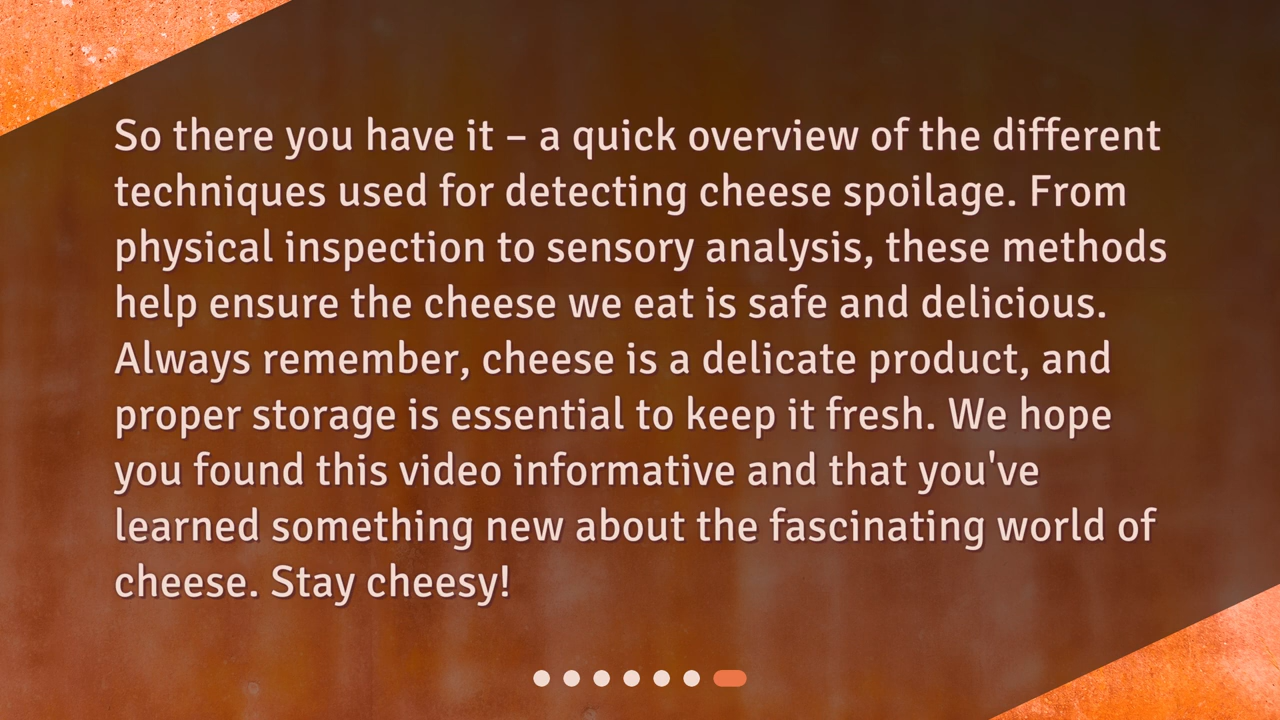 So there you have it – a quick overview of the different
techniques used for detecting cheese spoilage. From
physical inspection to sensory analysis, these methods
help ensure the cheese we eat is safe and delicious.
Always remember, cheese is a delicate product, and
proper storage is essential to keep it fresh. We hope
you found this video informative and that you've
learned something new about the fascinating world of
cheese. Stay cheesy!